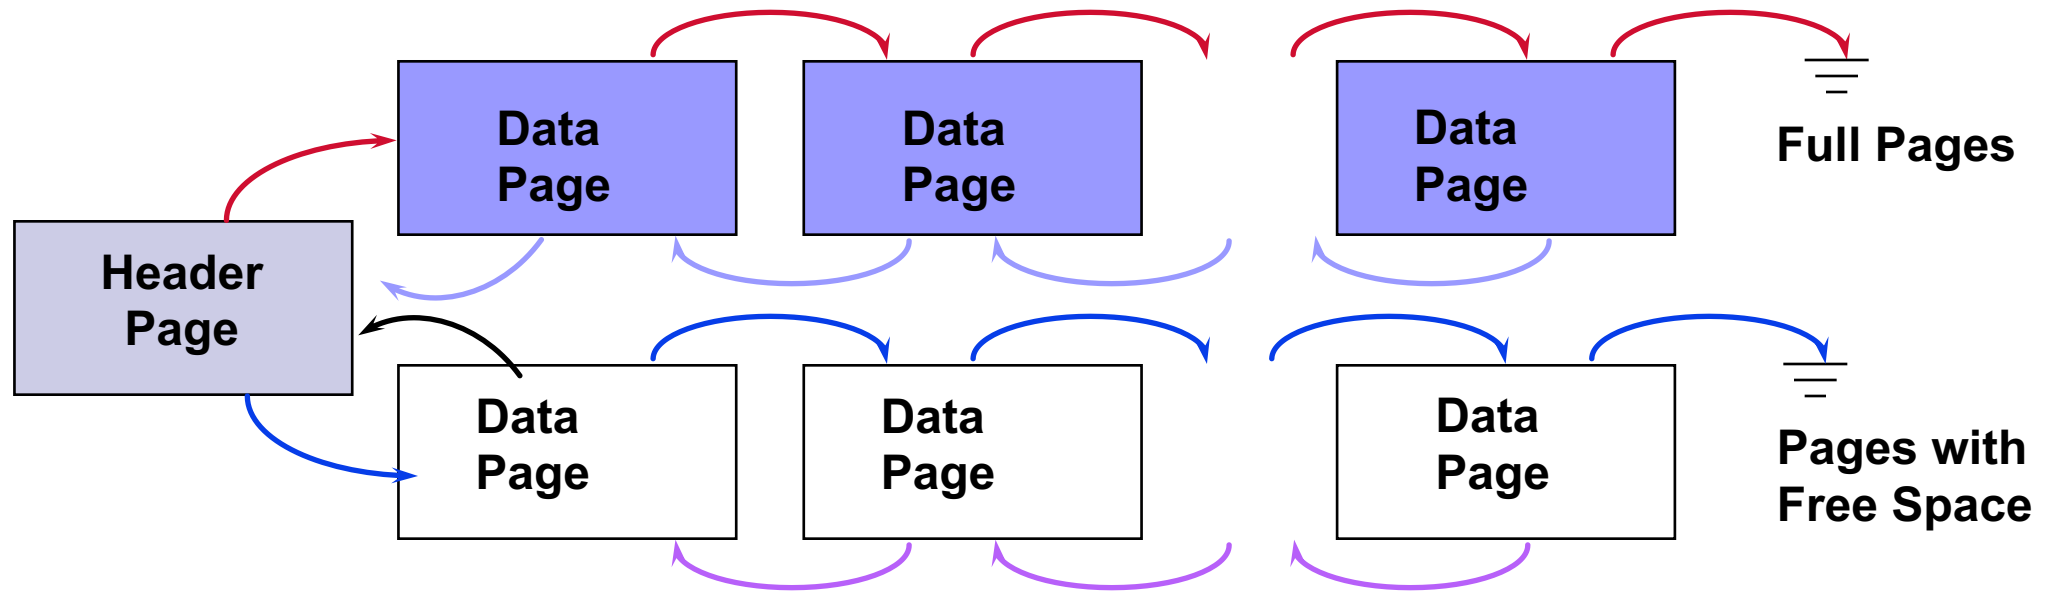 Data
Page
Data
Page
Data
Page
Full Pages
Header
Page
Data
Page
Data
Page
Data
Page
Pages with
Free Space